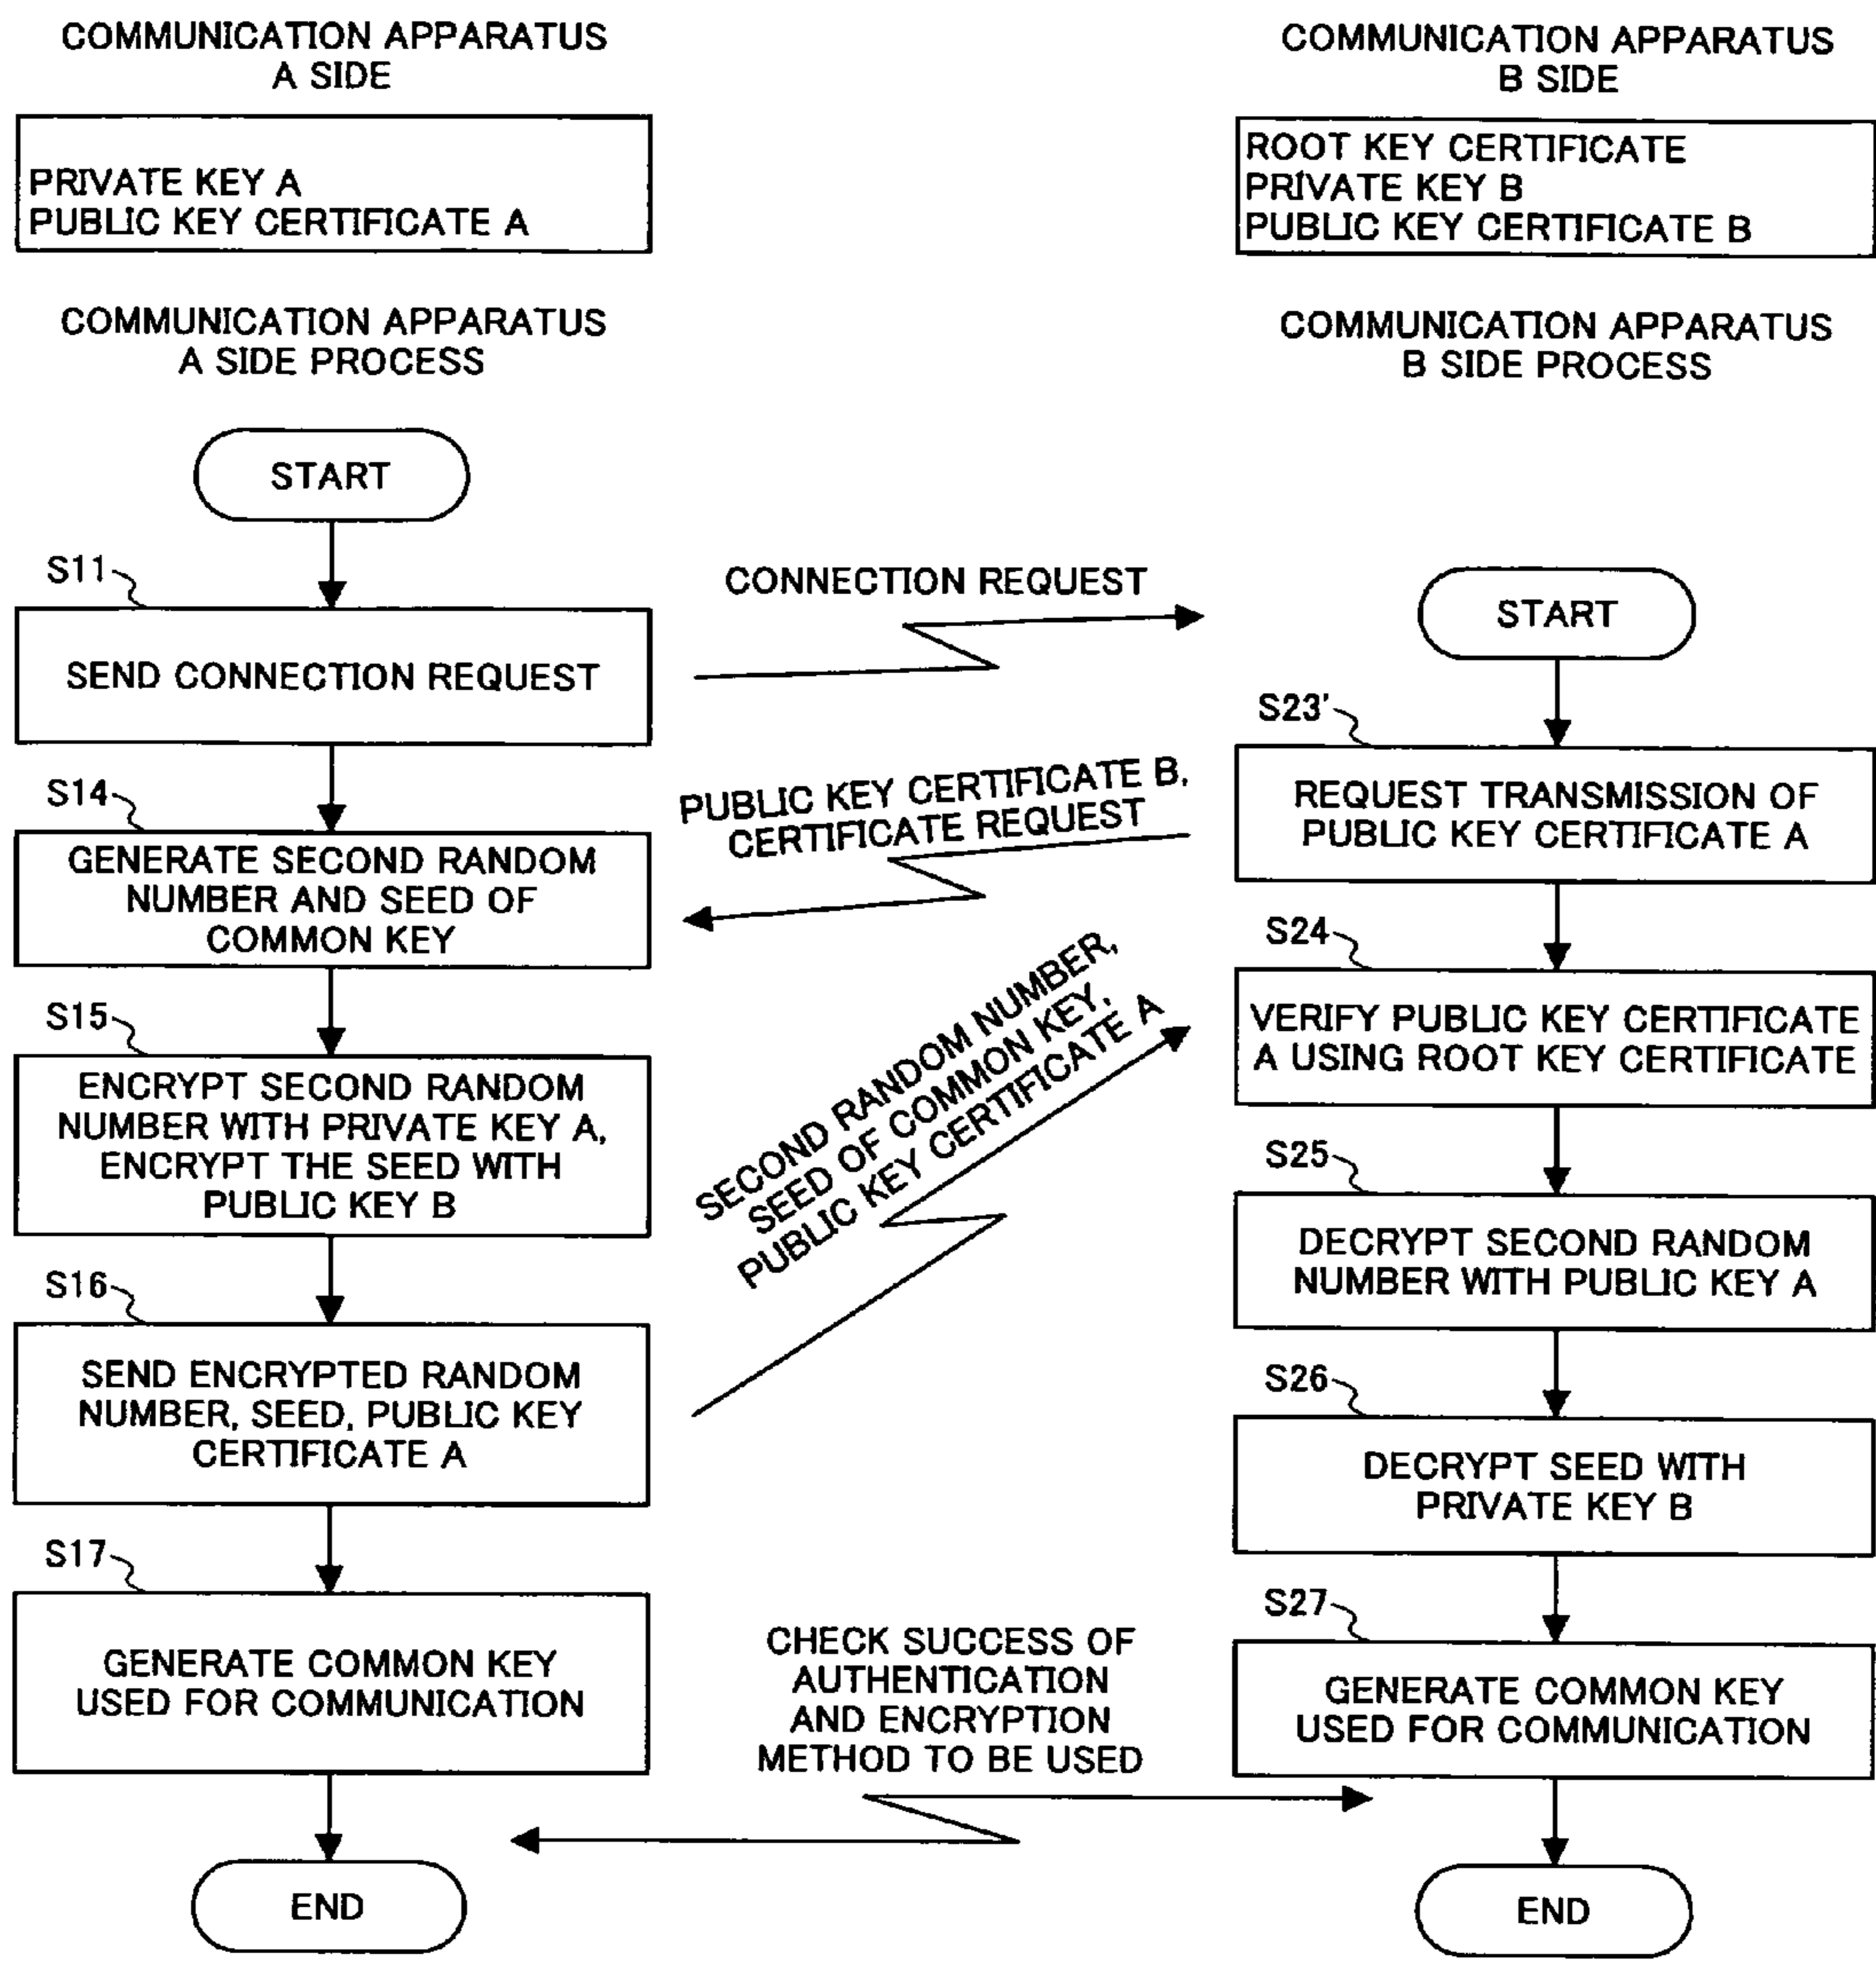 COMMUNICATION APPARATUS
A SIDE
PRIVATE KEY A
PUBLIC KEY CERTIFICATE A
COMMUNICATION APPARATUS
B SIDE
ROOT KEY CERTIFICATE
PRIVATE KEY B
PUBLIC KEY CERTIFICATE B
COMMUNICATION APPARATUS
A SIDE PROCESS
COMMUNICATION APPARATUS
B SIDE PROCESS
START
S11
SEND CONNECTION REQUEST
CONNECTION REQUEST
START
S23'
REQUEST TRANSMISSION OF
PUBLIC KEY CERTIFICATE A
PUBLIC KEY CERTIFICATE B,
CERTIFICATE REQUEST
S14
GENERATE SECOND RANDOM
NUMBER AND SEED OF
COMMON KEY
S24
VERIFY PUBLIC KEY CERTIFICATE
A USING ROOT KEY CERTIFICATE
S15
ENCRYPT SECOND RANDOM
NUMBER WITH PRIVATE KEY A,
ENCRYPT THE SEED WITH
PUBLIC KEY B
SECOND RANDOM NUMBER,
SEED OF COMMON KEY,
PUBLIC KEY CERTIFICATE A
S25
DECRYPT SECOND RANDOM
NUMBER WITH PUBLIC KEY A
S16
SEND ENCRYPTED RANDOM
NUMBER, SEED, PUBLIC KEY
CERTIFICATE A
S26
DECRYPT SEED WITH
PRIVATE KEY B
S17
GENERATE COMMON KEY
USED FOR COMMUNICATION
CHECK SUCCESS OF
AUTHENTICATION
AND ENCRYPTION
METHOD TO BE USED
S27
GENERATE COMMON KEY
USED FOR COMMUNICATION
END
END